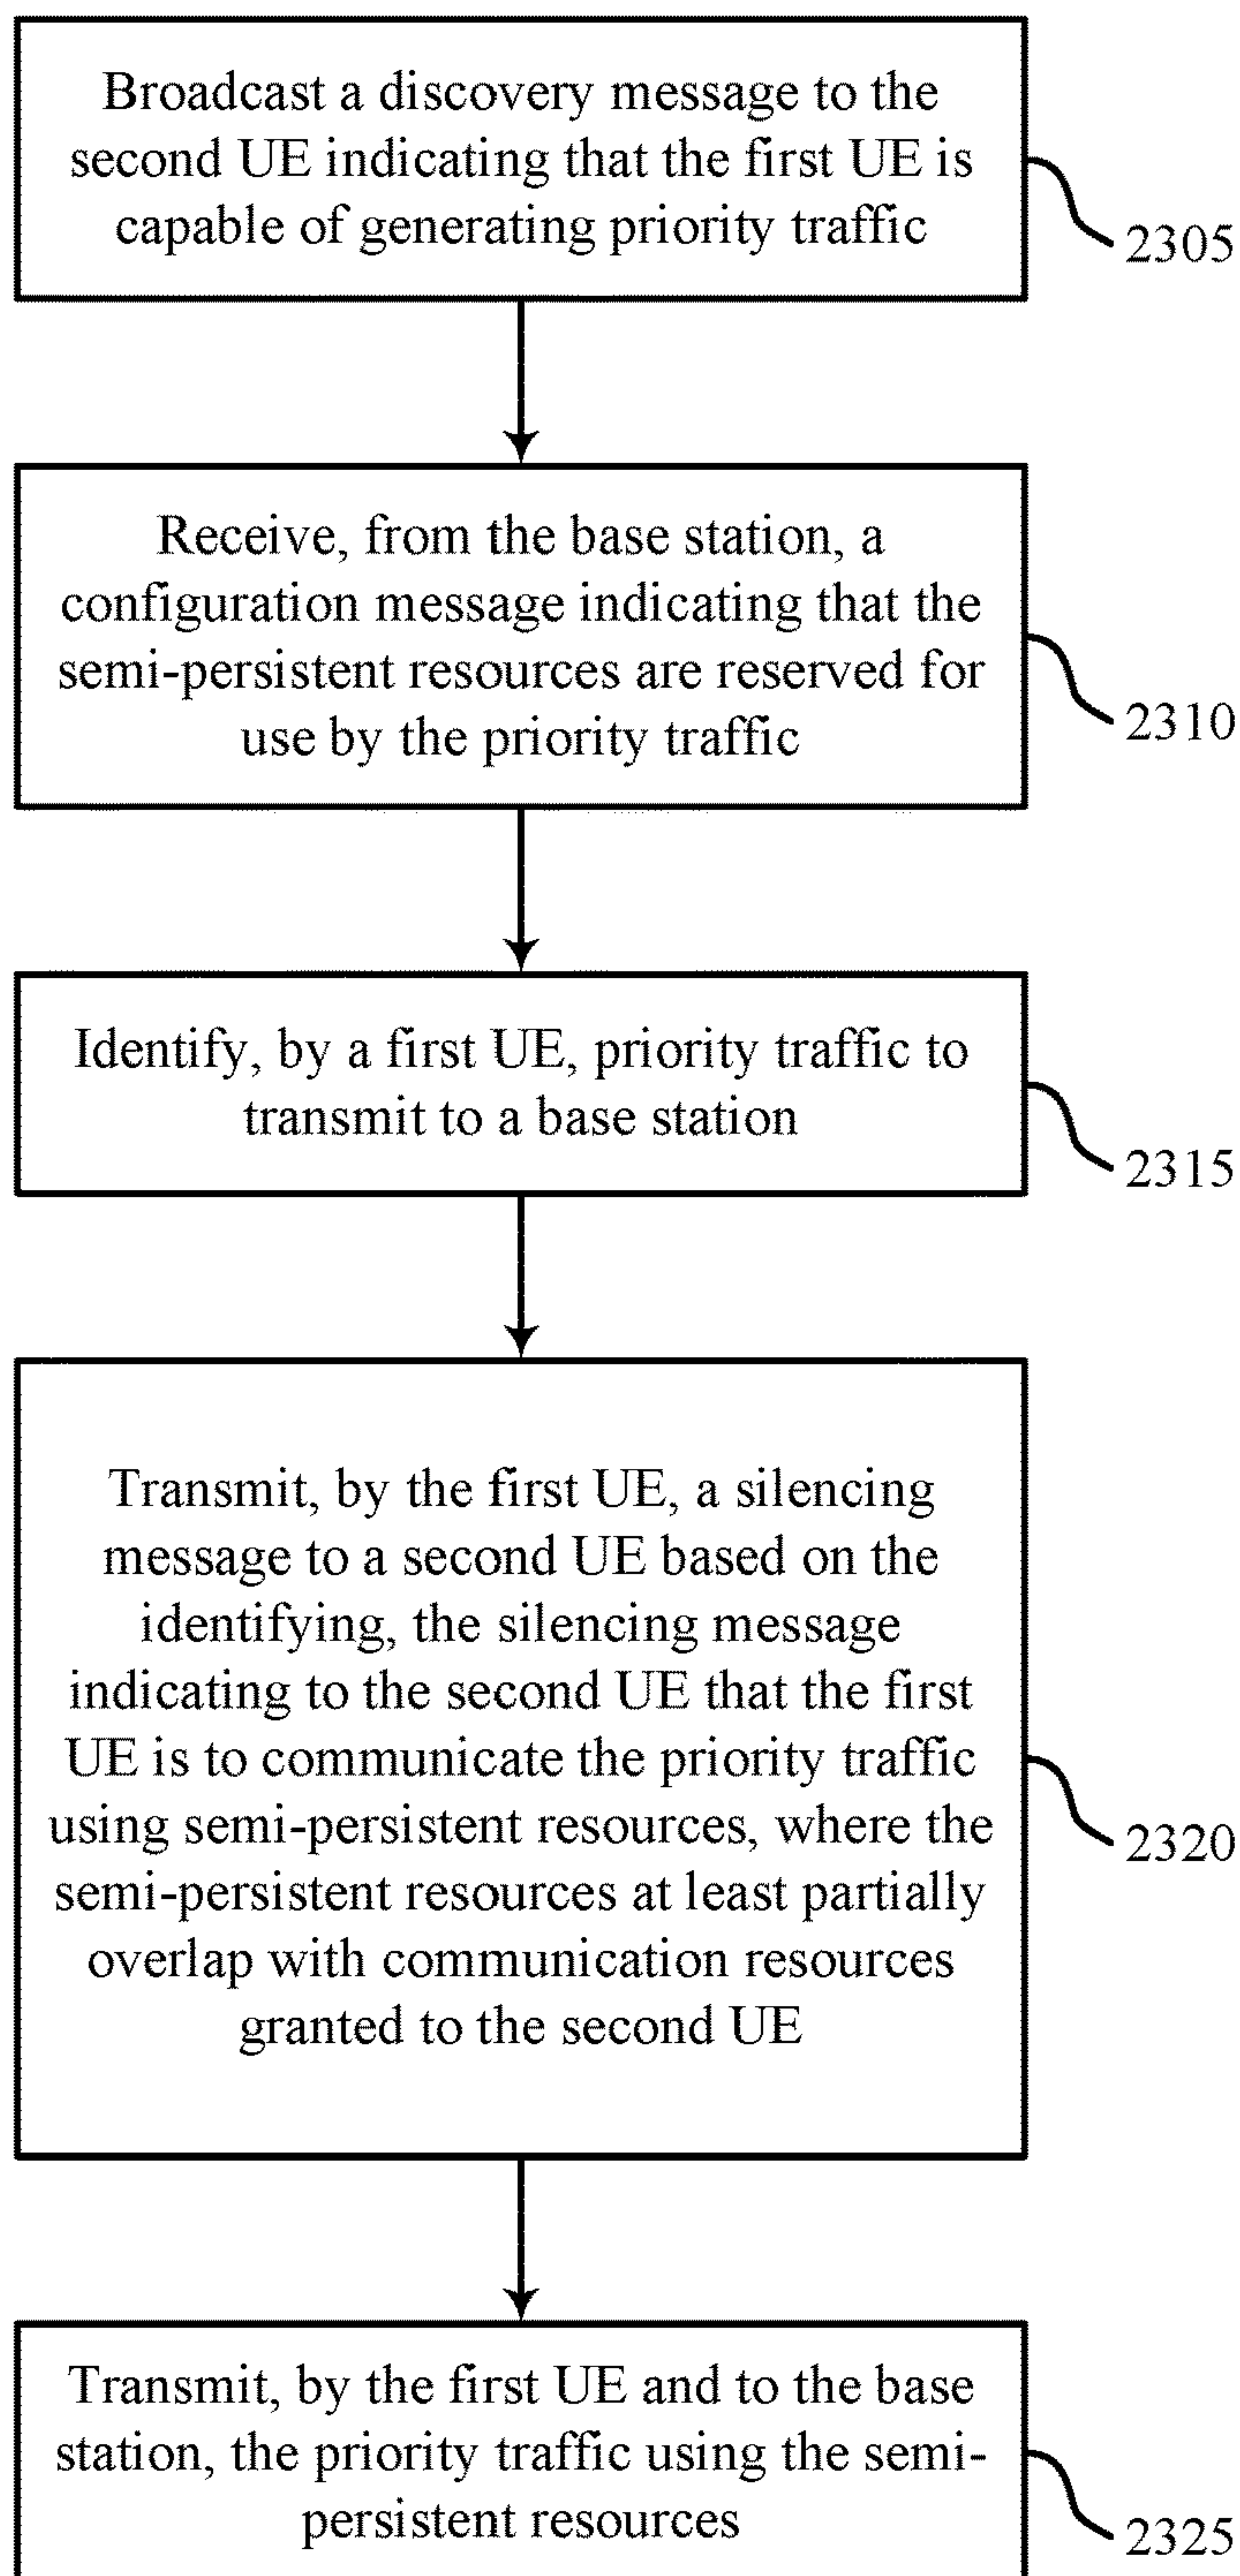 Broadcast a discovery message to the
second UE indicating that the first UE is
capable of generating priority traffic
2305
Receive, from the base station, a
configuration message indicating that the
semi-persistent resources are reserved for
use by the priority traffic
2310
Identify, by a first UE, priority traffic to
transmit to a base station
2315
Transmit, by the first UE, a silencing
message to a second UE based on the
identifying, the silencing message
indicating to the second UE that the first
UE is to communicate the priority traffic
using semi-persistent resources, where the
semi-persistent resources at least partially
overlap with communication resources
granted to the second UE
2320
Transmit, by the first UE and to the base
station, the priority traffic using the semi-
persistent resources
2325